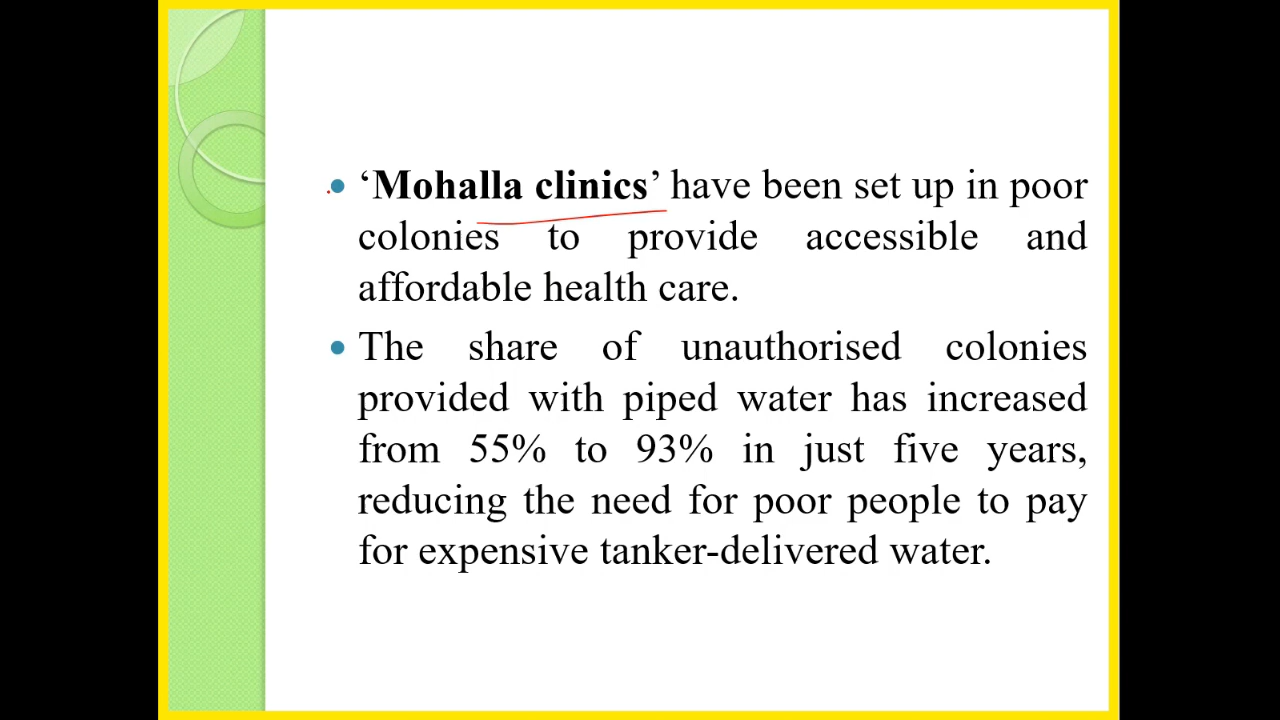 ‘Mohalla clinics’ have been set up in poor
colonies to provide accessible and
affordable health care.
The share of unauthorised colonies
provided with piped water has increased
from 55% to 93% in just five years,
reducing the need for poor people to pay
for expensive tanker-delivered water.